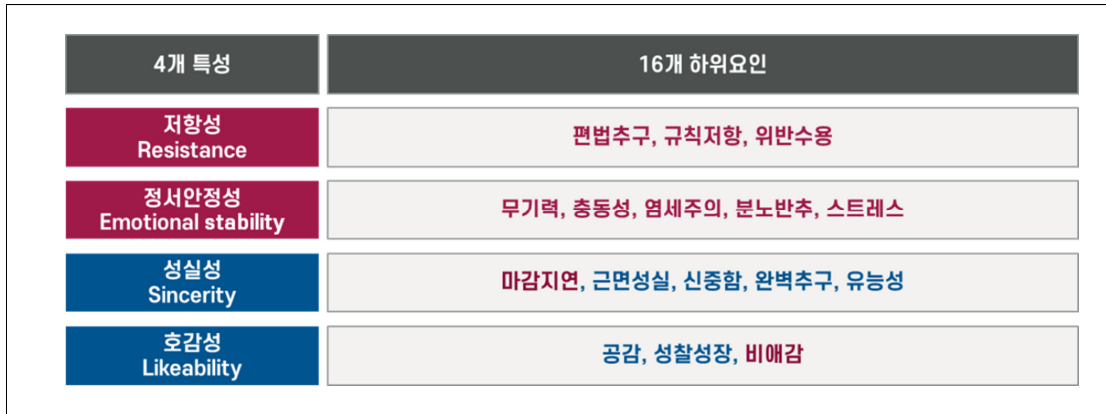 4개 특성
16개 하위요인
저항성
Resistance
편법추구, 규칙저항, 위반수용
정서안정성
Emotional stability
무기력, 충동성, 염세주의, 분노반추, 스트레스
성실성
Sincerity
마감지연, 근면성실, 신중함, 완벽추구, 유능성
호감성
Likeability
공감, 성찰성장, 비애감